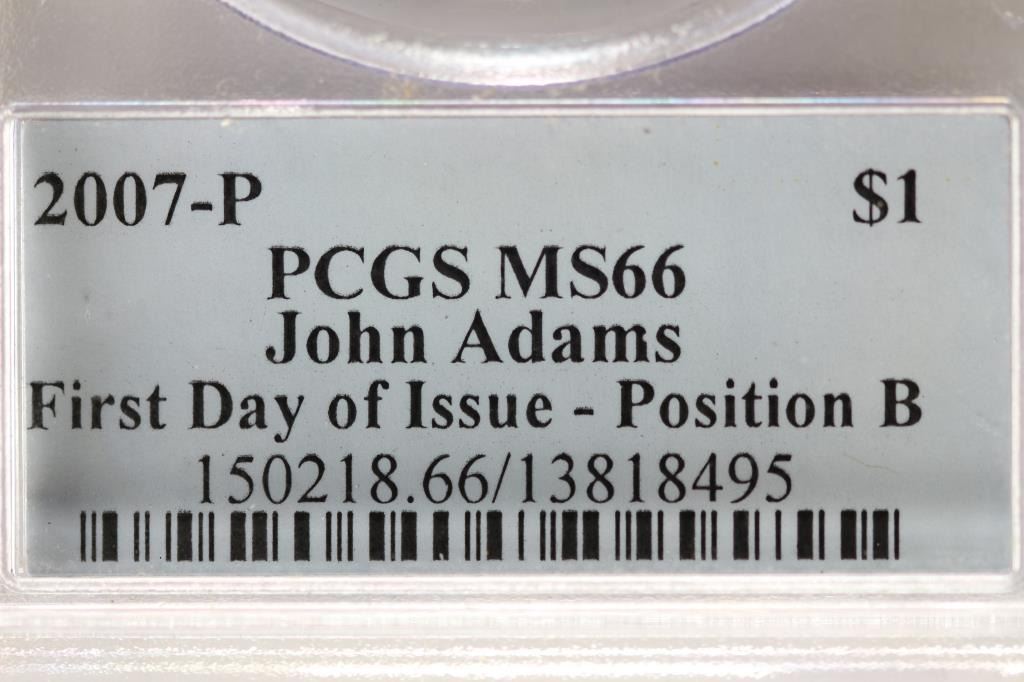 2007-P $1
PCGS MS66
John Adams
First Day of Issue - Position B
150218.66/13818495